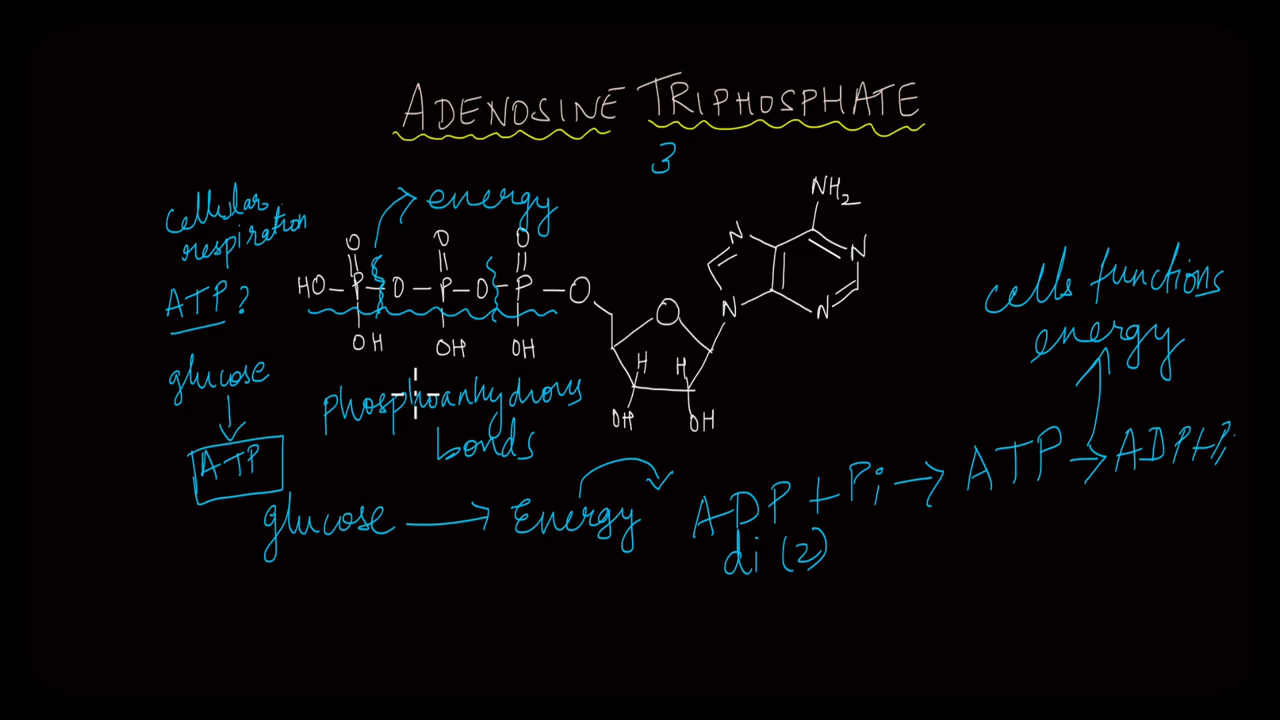 ADENOSINE TRIPHOSPHATE
3
cellular
respiration
ATP?
glucose
ATP
energy
O O O
HO P O P O P O
OH OH OH
phosphoanhydrous
bonds
O
H H
OH OH
NH2
N N
N N
cells functions
energy
glucose → Energy ADP + Pi → ATP → ADP+Pi
di (2)